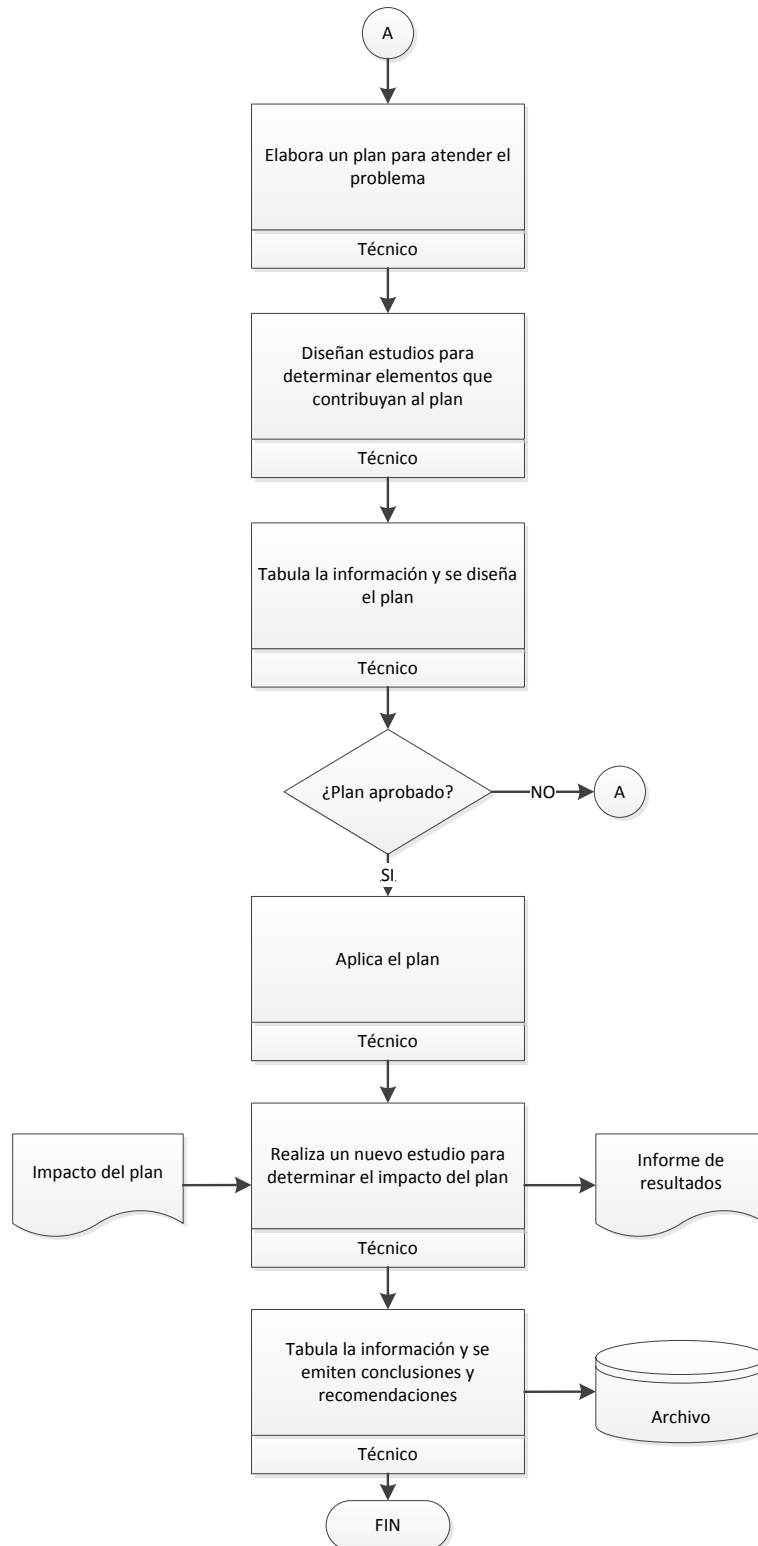 A
Elabora un plan para atender el
problema
Técnico
Diseñan estudios para
determinar elementos que
contribuyan al plan
Técnico
Tabula la información y se diseña
el plan
Técnico
¿Plan aprobado?
NO
A
SI
Aplica el plan
Técnico
Impacto del plan
Realiza un nuevo estudio para
determinar el impacto del plan
Técnico
Informe de
resultados
Tabula la información y se
emiten conclusiones y
recomendaciones
Técnico
Archivo
FIN